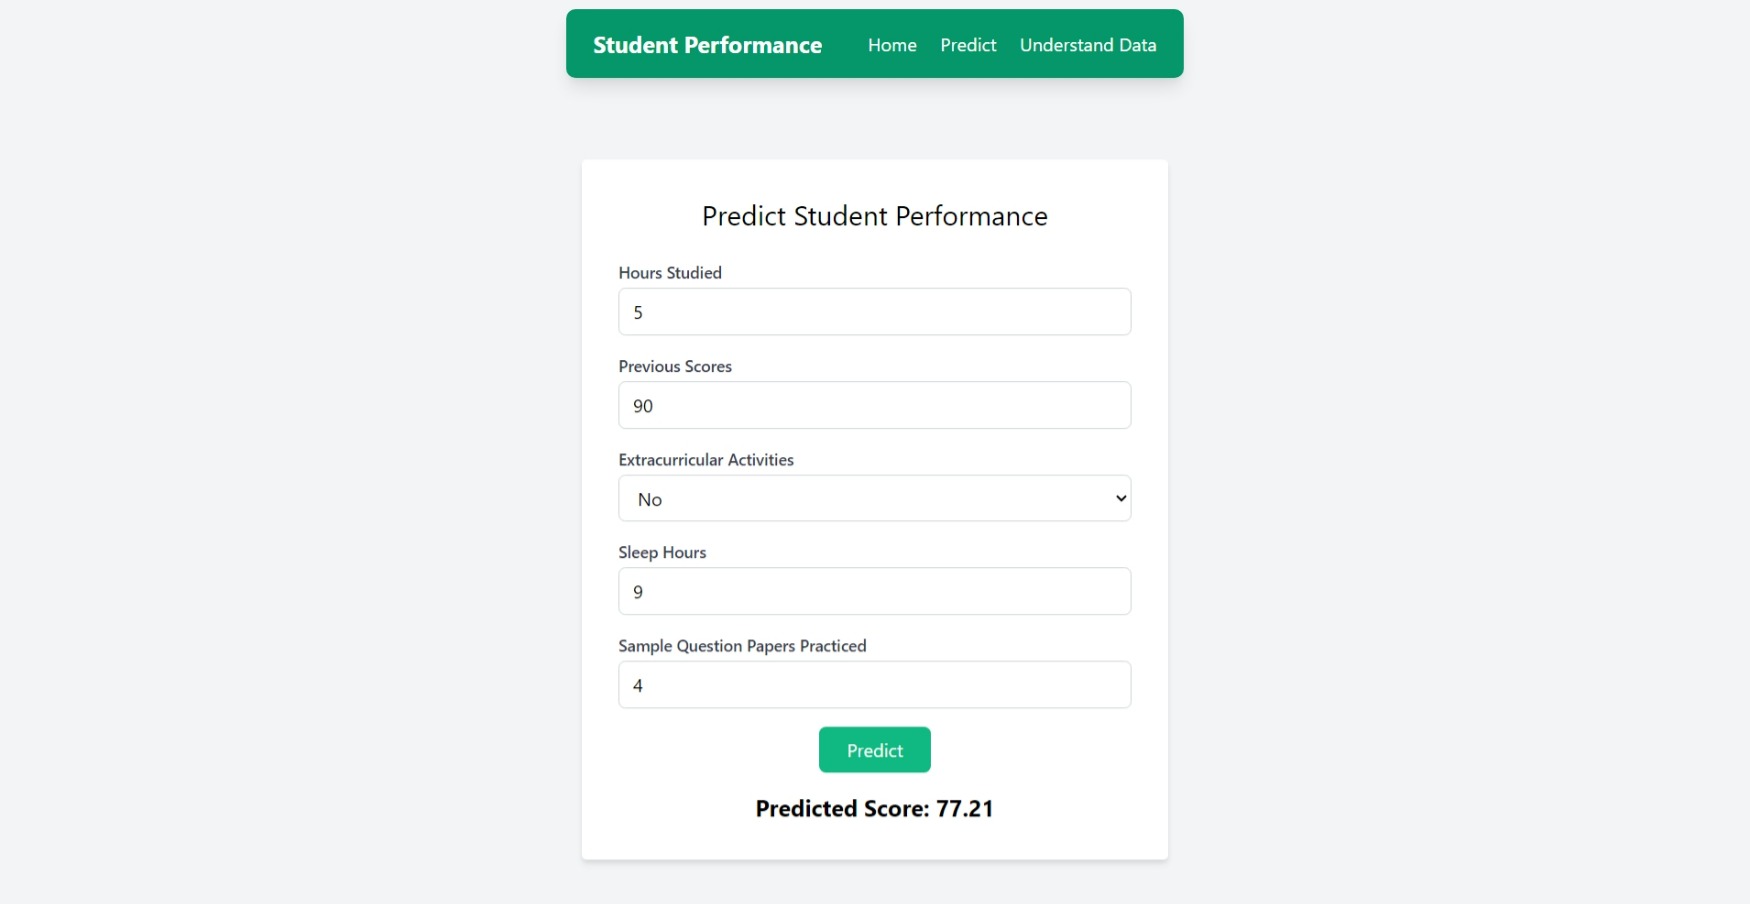 Student Performance Home Predict Understand Data
Predict Student Performance
Hours Studied
5
Previous Scores
90
Extracurricular Activities
No
Sleep Hours
9
Sample Question Papers Practiced
4
Predict
Predicted Score: 77.21